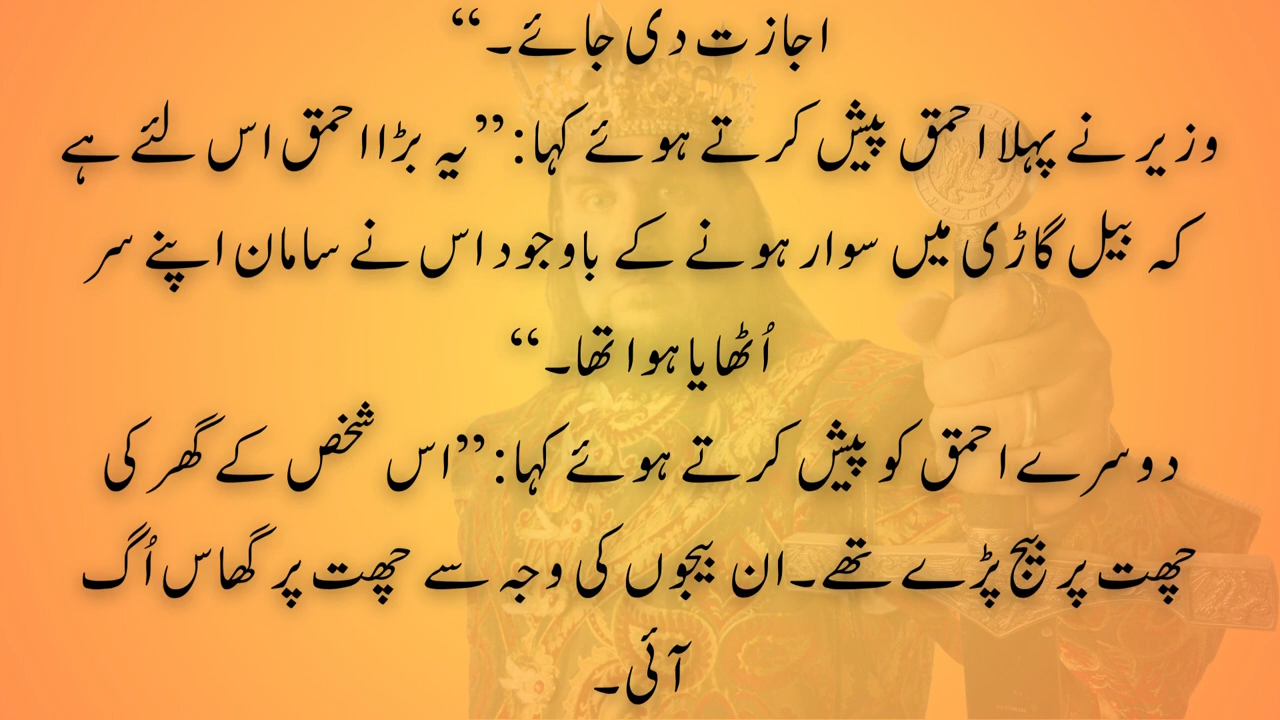 اجازت دی جائے۔“
وزیر نے پہلا احمق پیش کرتے ہوئے کہا: ”یہ بڑا احمق اس لئے ہے
کہ بیل گاڑی میں سوار ہونے کے باوجود اس نے سامان اپنے سر
اُٹھایا ہوا تھا۔“
دوسرے احمق کو پیش کرتے ہوئے کہا: ”اس شخص کے گھر کی
چھت پر بیج پڑے تھے۔ان بیجوں کی وجہ سے چھت پر گھاس اُگ
آئی۔